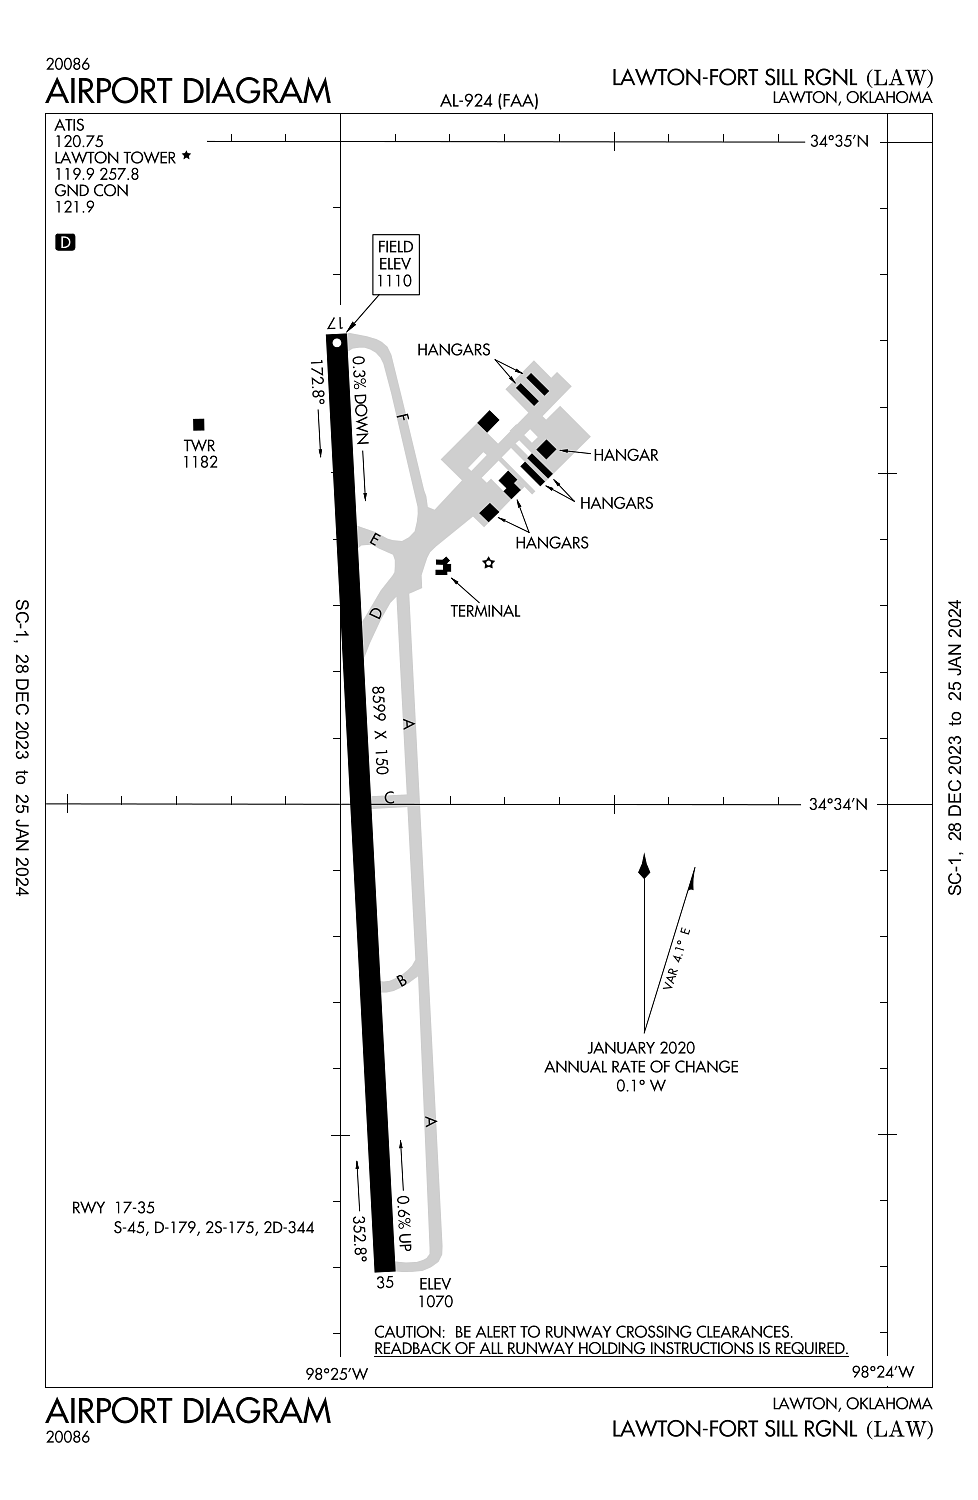 20086
AIRPORT DIAGRAM
AL-924 (FAA)
LAWTON-FORT SILL RGNL (LAW)
LAWTON, OKLAHOMA
ATIS
120.75
LAWTON TOWER ★
119.9 257.8
GND CON
121.9
D
34°35'N
FIELD
ELEV
1110
17
172.8°
0.3% DOWN
F
HANGARS
HANGAR
HANGARS
HANGARS
TWR
1182
E
TERMINAL
D
8599 X 150
A
C
34°34'N
B
VAR 4.1° E
JANUARY 2020
ANNUAL RATE OF CHANGE
0.1° W
A
RWY 17-35
S-45, D-179, 2S-175, 2D-344
352.8°
0.6% UP
35
ELEV
1070
CAUTION: BE ALERT TO RUNWAY CROSSING CLEARANCES.
READBACK OF ALL RUNWAY HOLDING INSTRUCTIONS IS REQUIRED.
98°25'W
98°24'W
SC-1, 28 DEC 2023 to 25 JAN 2024
SC-1, 28 DEC 2023 to 25 JAN 2024
AIRPORT DIAGRAM
20086
LAWTON, OKLAHOMA
LAWTON-FORT SILL RGNL (LAW)